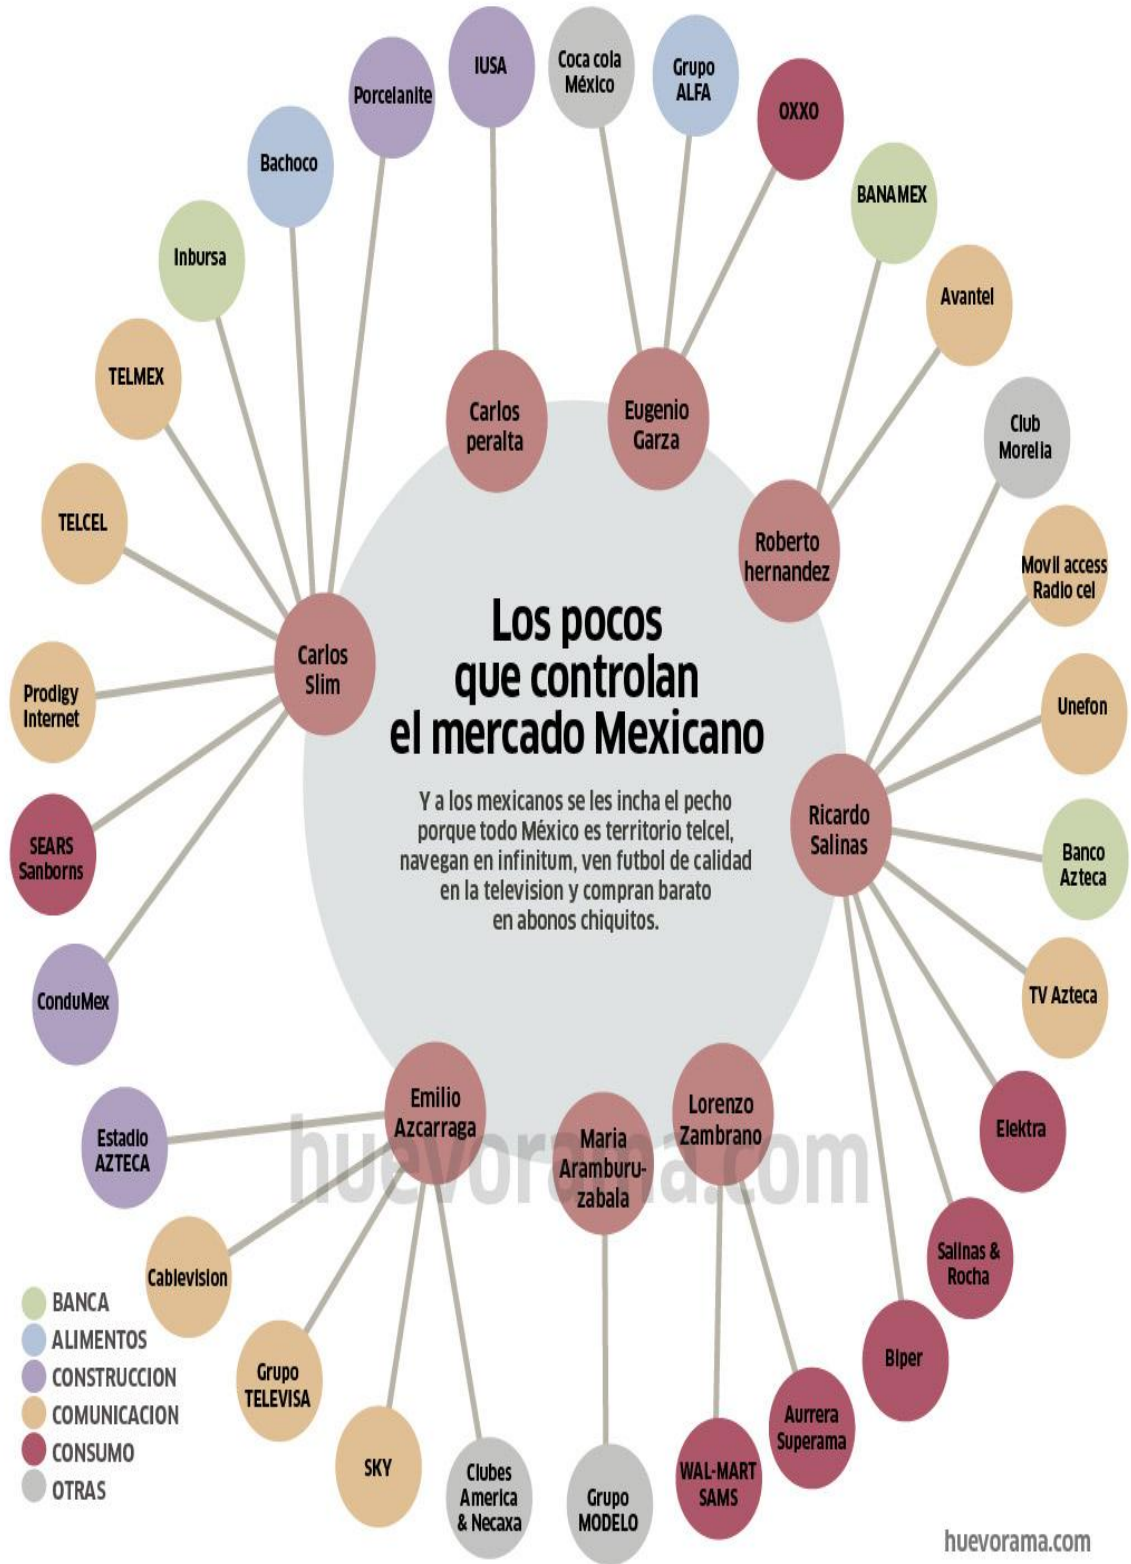 IUSA
Coca cola
México
Grupo
ALFA
OXXO
Porcelanite
Bachoco
BANAMEX
Inbursa
Avantel
TELMEX
Carlos
peralta
Eugenio
Garza
Club
Morelia
TELCEL
Roberto
hernandez
Movil access
Radio cel
Carlos
Slim
Los pocos
que controlan
el mercado Mexicano
Prodigy
Internet
Unefon
Y a los mexicanos se les incha el pecho
porque todo México es territorio telcel,
navegan en infinitum, ven futbol de calidad
en la television y compran barato
en abonos chiquitos.
Ricardo
Salinas
SEARS
Sanborns
Banco
Azteca
ConduMex
TV Azteca
Emilio
Azcarraga
Lorenzo
Zambrano
Maria
Aramburu-
zabala
Estadio
AZTECA
Elektra
huevorama.com
Cablevision
Salinas &
Rocha
Biper
Grupo
TELEVISA
SKY
Clubes
America
& Necaxa
Grupo
MODELO
WAL-MART
SAMS
Aurrera
Superama
BANCA
ALIMENTOS
CONSTRUCCION
COMUNICACION
CONSUMO
OTRAS
huevorama.com